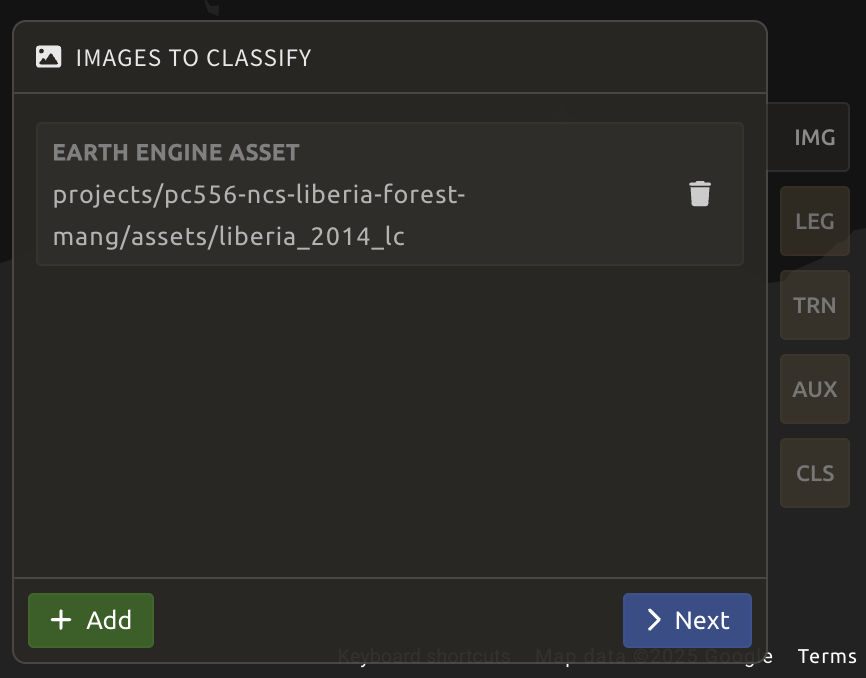 IMAGES TO CLASSIFY
EARTH ENGINE ASSET
projects/pc556-ncs-liberia-forest-
mang/assets/liberia_2014_lc
IMG
LEG
TRN
AUX
CLS
Add
Next
Keyboard shortcuts
Map data ©2025 Google
Terms